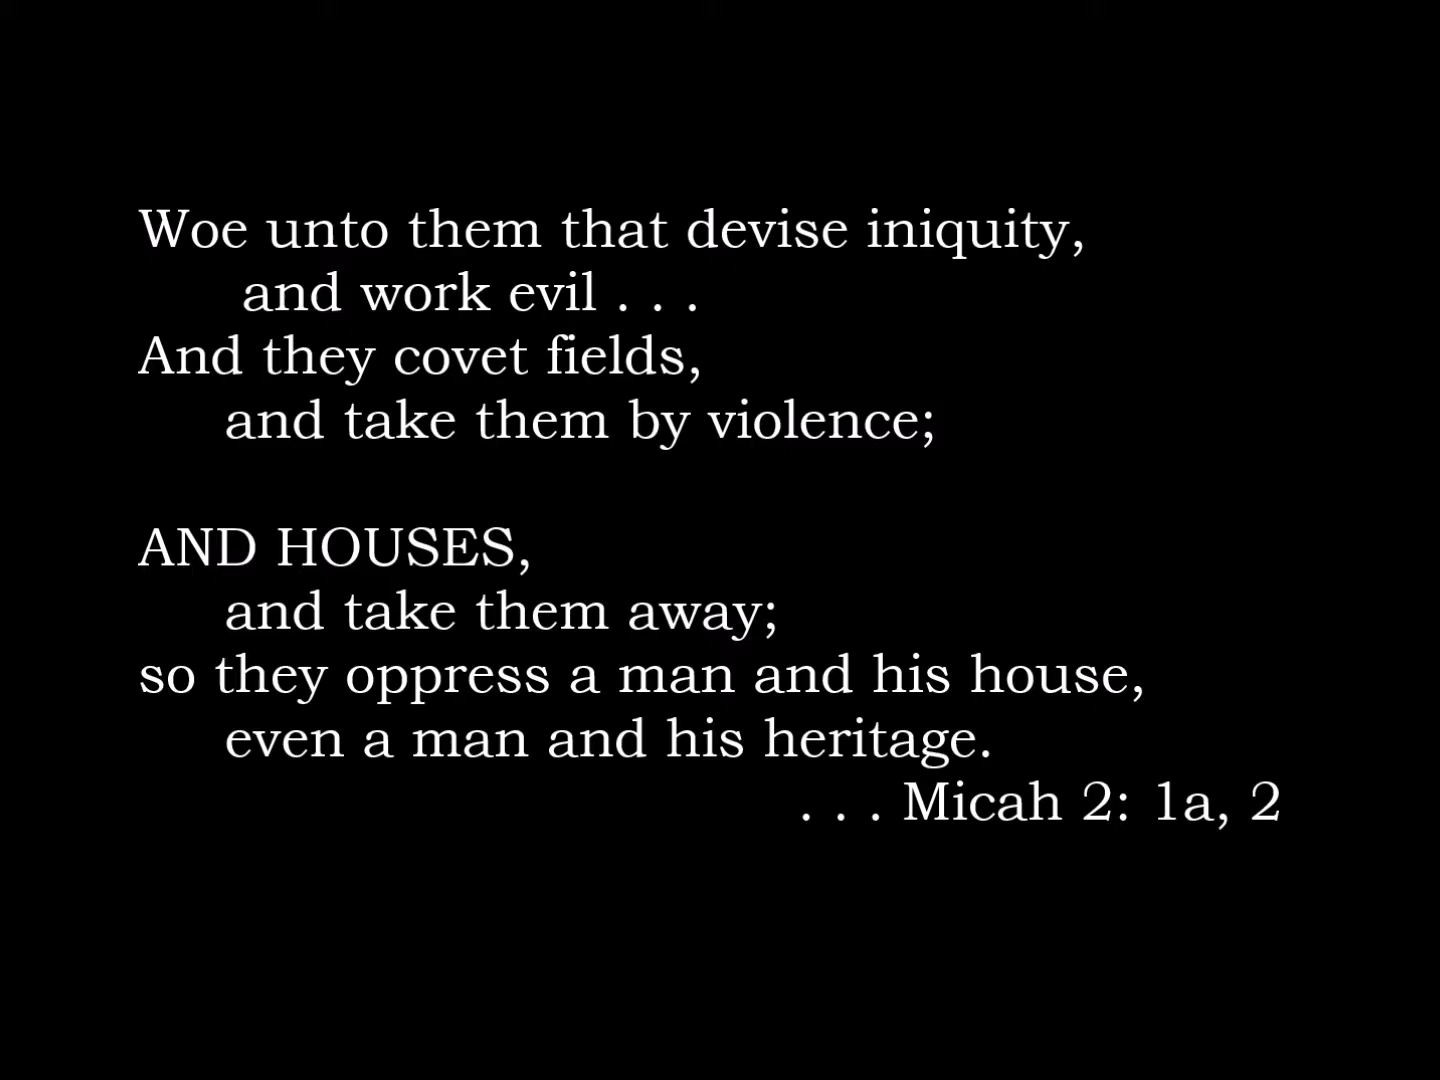 Woe unto them that devise iniquity,
and work evil . . .
And they covet fields,
and take them by violence;
AND HOUSES,
and take them away;
so they oppress a man and his house,
even a man and his heritage.
. . . Micah 2: 1a, 2